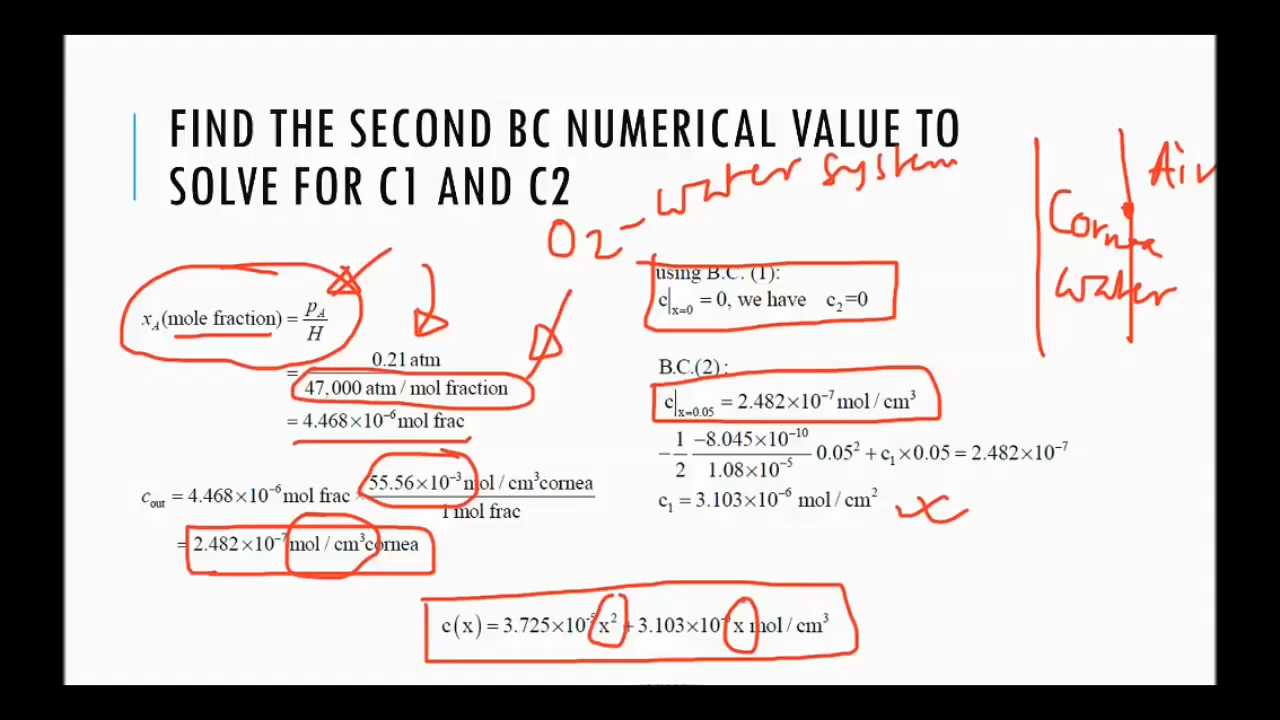 FIND THE SECOND BC NUMERICAL VALUE TO
SOLVE FOR C1 AND C2
O2-water system
Air
Cornea
water
x_A(mole fraction) = p_A / H
= 0.21 atm / 47,000 atm / mol fraction
= 4.468×10⁻⁶ mol frac
c_out = 4.468×10⁻⁶ mol frac × 55.56×10⁻³ mol / cm³cornea / 1 mol frac
= 2.482×10⁻⁷ mol / cm³cornea
using B.C. (1):
c|x=0 = 0, we have c₂=0
B.C.(2):
c|x=0.05 = 2.482×10⁻⁷ mol / cm³
-1/2 -8.045×10⁻¹⁰ / 1.08×10⁻⁵ 0.05² + c₁ × 0.05 = 2.482×10⁻⁷
c₁ = 3.103×10⁻⁶ mol / cm²
c(x) = 3.725×10⁻⁵ x² + 3.103×10 x mol / cm³